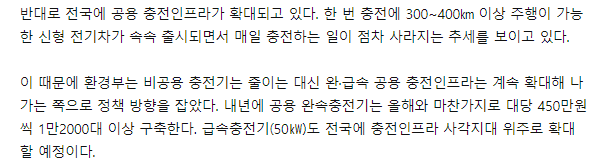 반대로 전국에 공용 충전인프라가 확대되고 있다. 한 번 충전에 300~400㎞ 이상 주행이 가능
한 신형 전기차가 속속 출시되면서 매일 충전하는 일이 점차 사라지는 추세를 보이고 있다.
이 때문에 환경부는 비공용 충전기는 줄이는 대신 완·급속 공용 충전인프라는 계속 확대해 나
가는 쪽으로 정책 방향을 잡았다. 내년에 공용 완속충전기는 올해와 마찬가지로 대당 450만원
씩 1만2000대 이상 구축한다. 급속충전기(50㎾)도 전국에 충전인프라 사각지대 위주로 확대
할 예정이다.